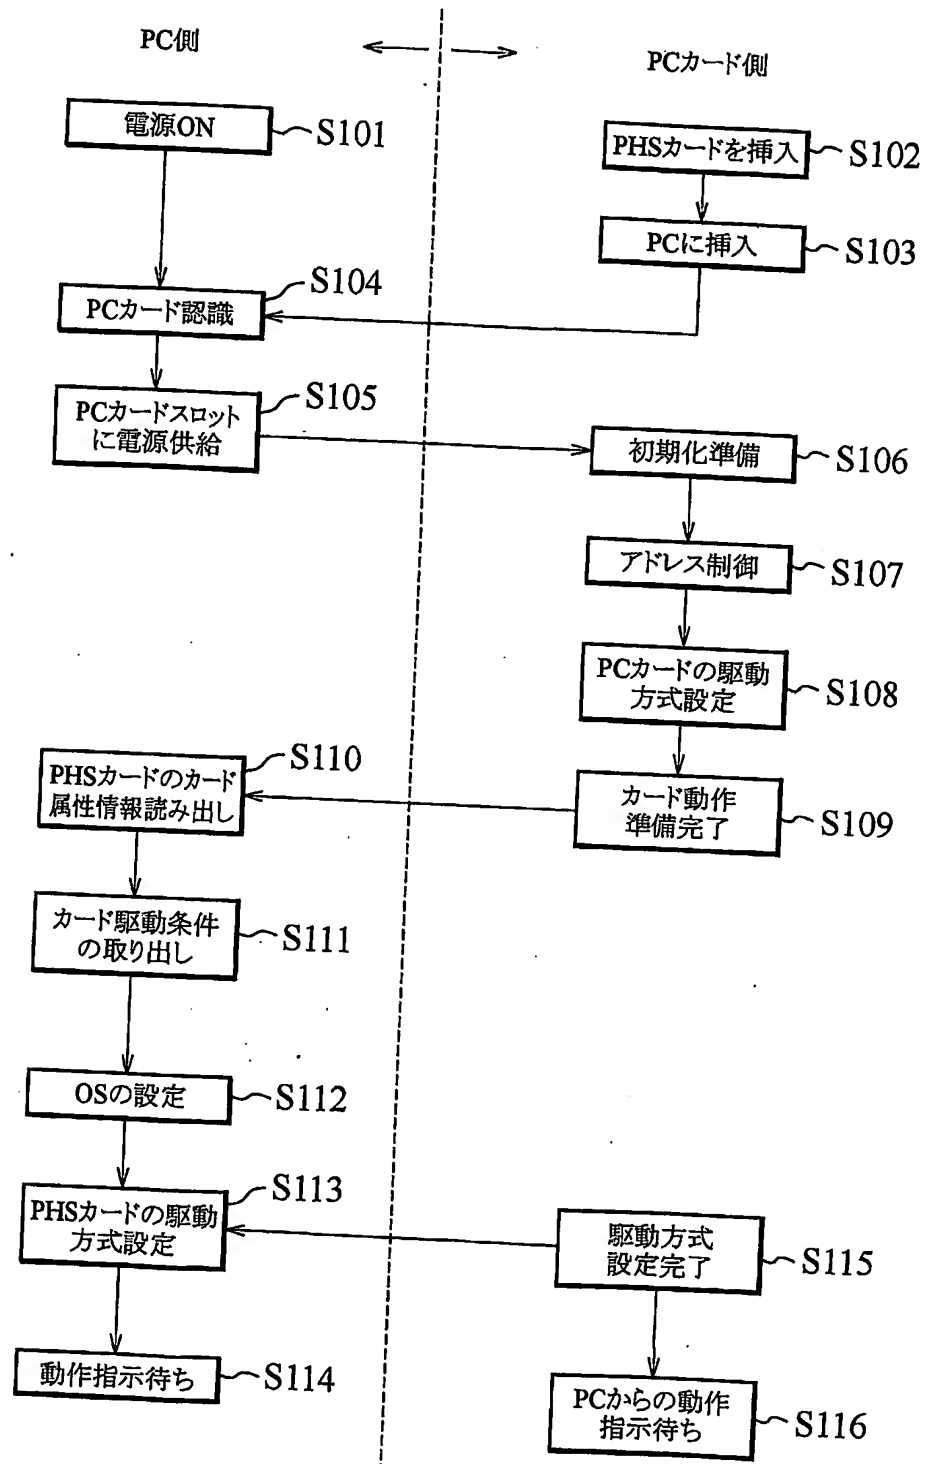 PC側
PCカード側
電源ON
S101
PHSカードを挿入
S102
PCに挿入
S103
PCカード認識
S104
PCカードスロット
に電源供給
S105
初期化準備
S106
アドレス制御
S107
PCカードの駆動
方式設定
S108
カード動作
準備完了
S109
PHSカードのカード
属性情報読み出し
S110
カード駆動条件
の取り出し
S111
OSの設定
S112
PHSカードの駆動
方式設定
S113
動作指示待ち
S114
駆動方式
設定完了
S115
PCからの動作
指示待ち
S116